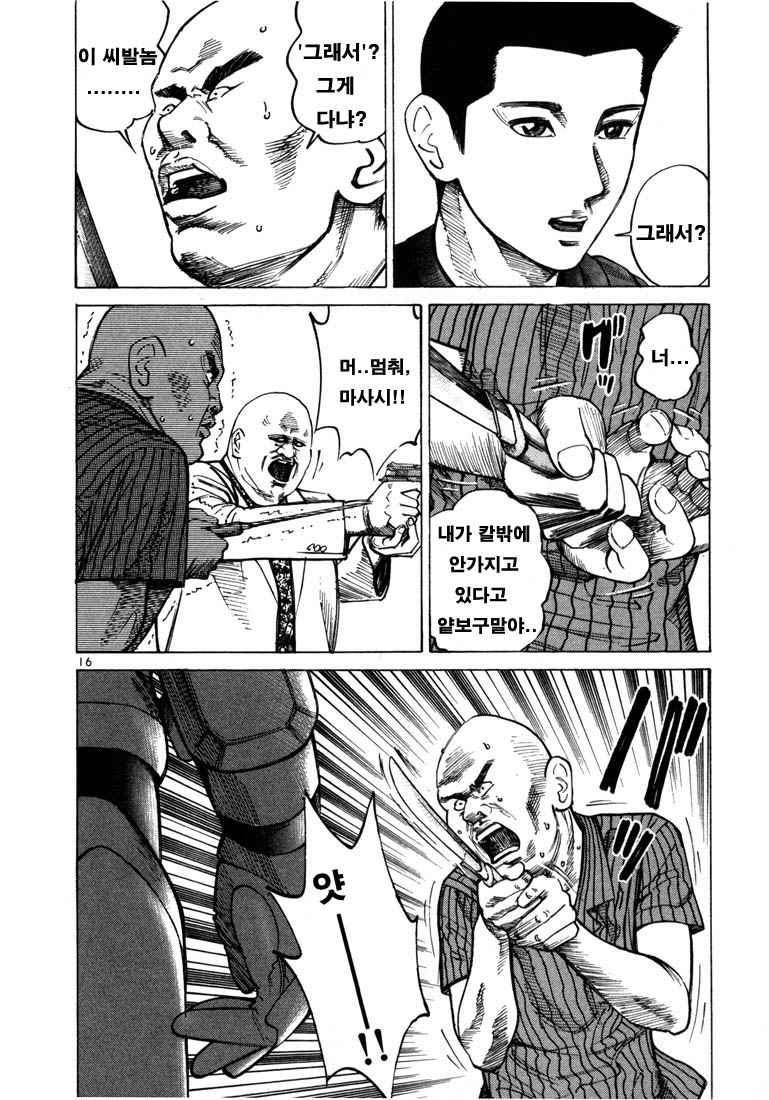 그래서?
'그래서'?
그게
다냐?
이 씨발놈
........
너...
グッ
내가 칼밖에
안가지고
있다고
얕보구말야..
머..멈춰,
마사시!!
16
얏──!!